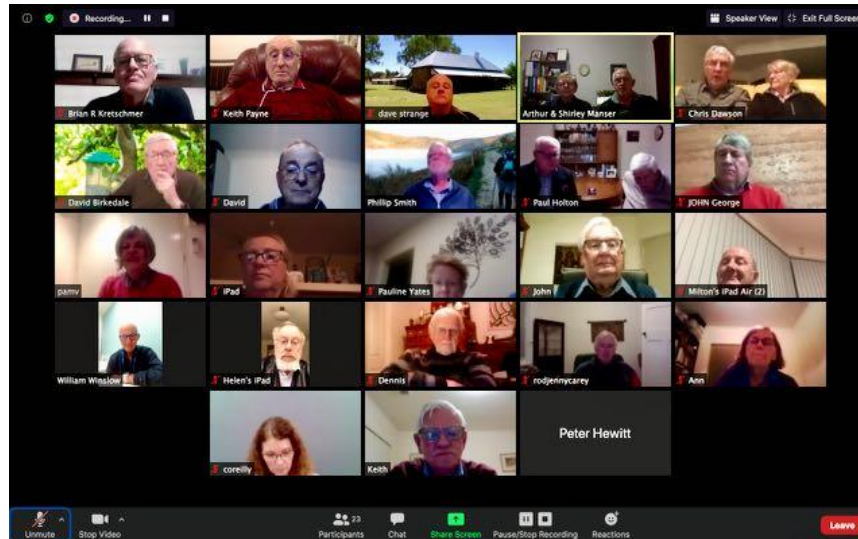 Recording...
Speaker View
Exit Full Screen
Brian R Kretschmer
Keith Payne
dave strange
Arthur & Shirley Manser
Chris Dawson
David Birkedale
David
Phillip Smith
Paul Holton
JOHN George
pamv
iPad
Pauline Yates
John
Milton's iPad Air (2)
William Winslow
Helen's iPad
Dennis
rodjennycarey
Ann
coreilly
Keith
Peter Hewitt
Unmute
Stop Video
23
Participants
Chat
Share Screen
Pause/Stop Recording
Reactions
Leave